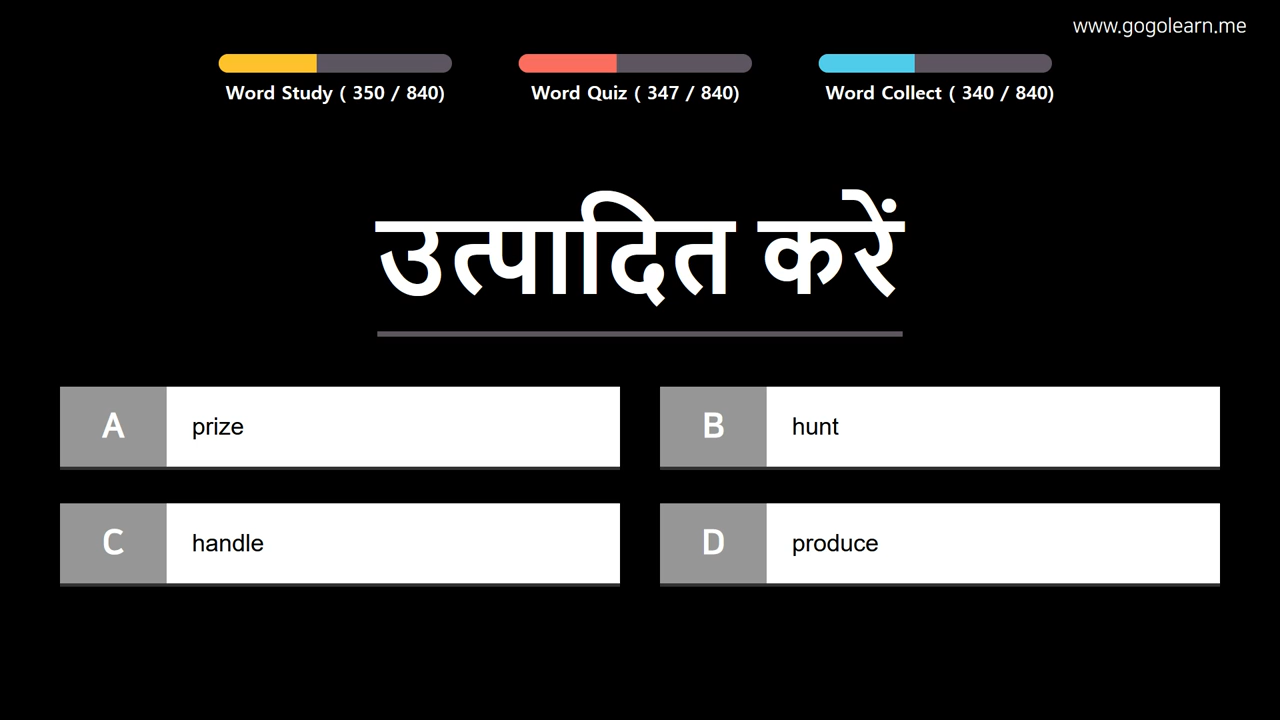 www.gogolearn.me
Word Study ( 350 / 840)
Word Quiz ( 347 / 840)
Word Collect ( 340 / 840)
उत्पादित करें
A prize
B hunt
C handle
D produce